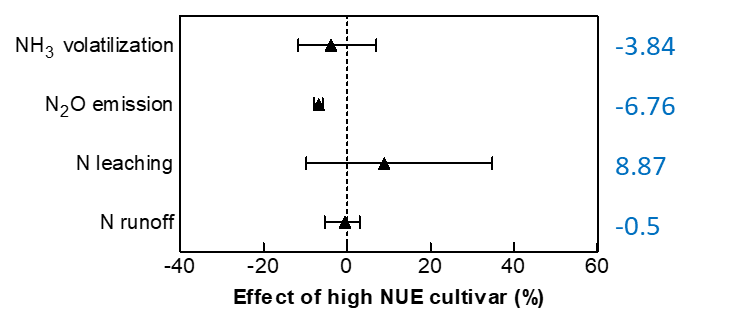 NH3 volatilization -3.84
N2O emission -6.76
N leaching 8.87
N runoff -0.5
-40 -20 0 20 40 60
Effect of high NUE cultivar (%)